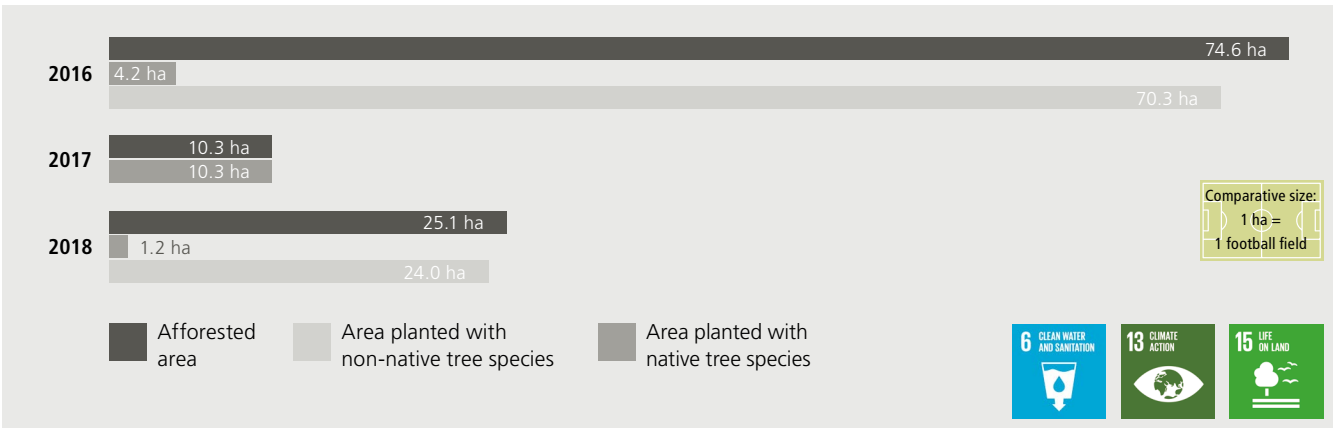 74.6 ha
2016
4.2 ha
70.3 ha
10.3 ha
2017
10.3 ha
25.1 ha
2018
1.2 ha
24.0 ha
Comparative size:
1 ha =
1 football field
Afforested
area
Area planted with
non-native tree species
Area planted with
native tree species
6 CLEAN WATER
AND SANITATION
13 CLIMATE
ACTION
15 LIFE
ON LAND